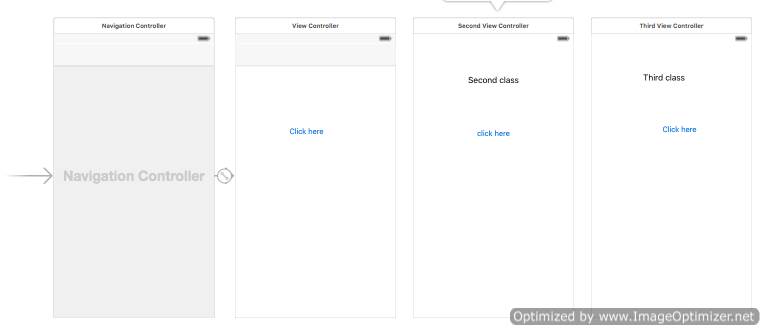 Navigation Controller
View Controller
Second View Controller
Third View Controller
Second class
Third class
Click here
click here
Click here
Navigation Controller
Optimized by www.ImageOptimizer.net